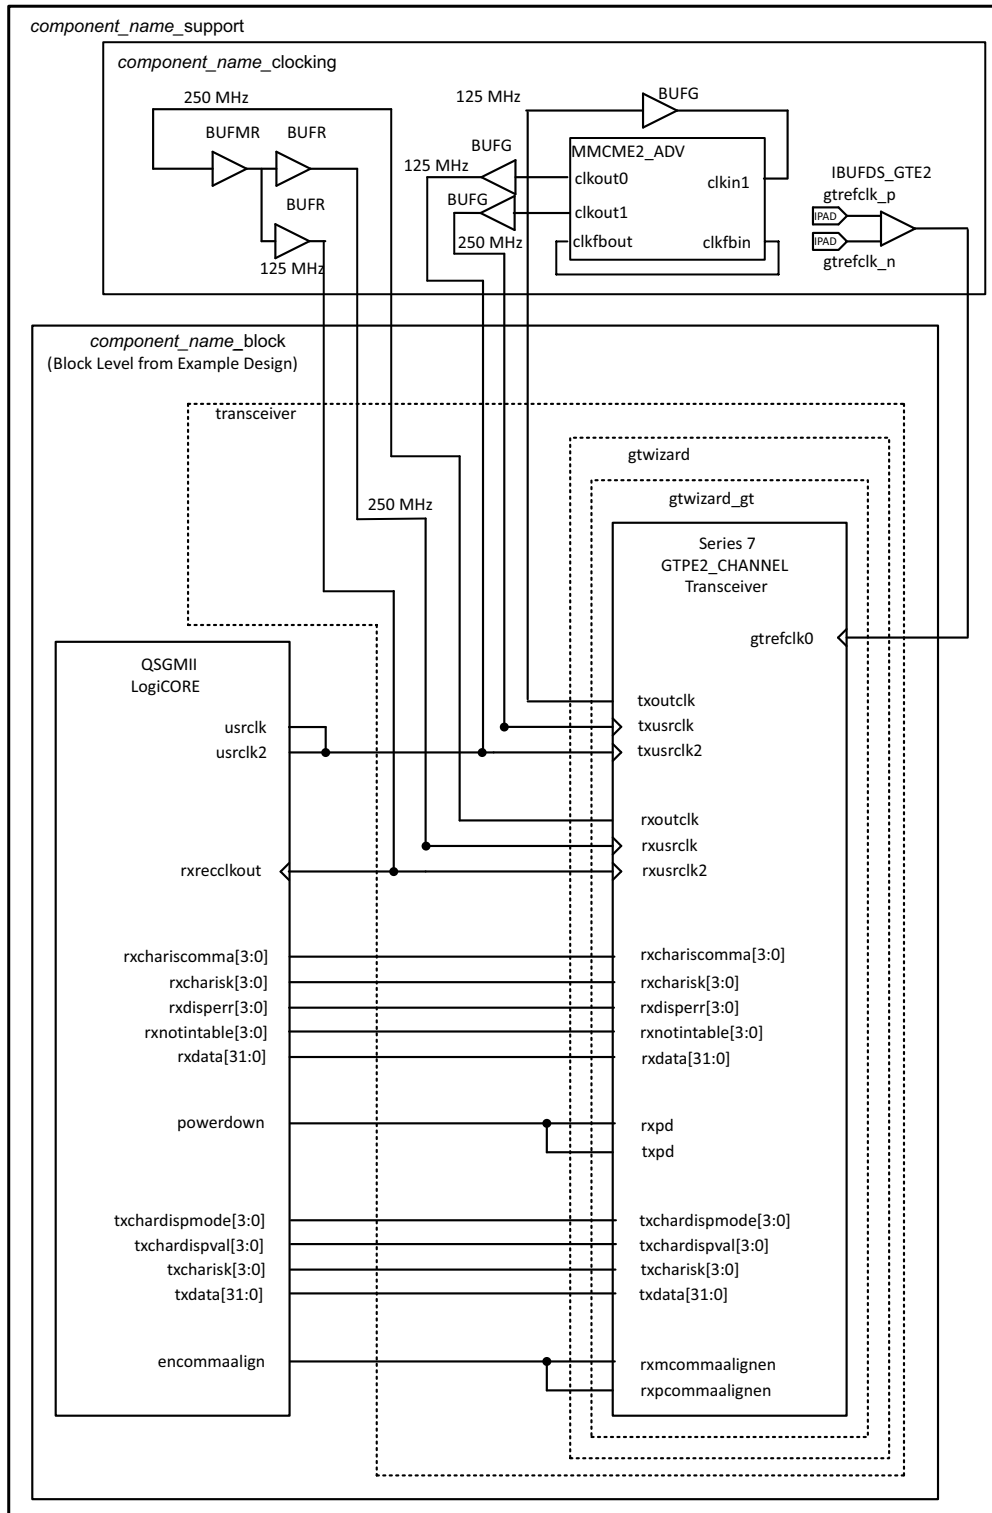 component_name_support
component_name_clocking
250 MHz
125 MHz
BUFG
BUFMR
BUFR
BUFG
MMCME2_ADV
125 MHz
clkout0
clkin1
IBUFDS_GTE2
gtrefclk_p
BUFG
clkout1
IPAD
BUFR
250 MHz
clkfbout
clkfbin
IPAD
125 MHz
gtrefclk_n
component_name_block
(Block Level from Example Design)
transceiver
gtwizard
gtwizard_gt
250 MHz
Series 7
GTPE2_CHANNEL
Transceiver
gtrefclk0
QSGMII
LogiCORE
usrclk
usrclk2
rxrecclkout
rxchariscomma[3:0]
rxcharisk[3:0]
rxdisperr[3:0]
rxnotintable[3:0]
rxdata[31:0]
powerdown
txchardispmode[3:0]
txchardispval[3:0]
txcharisk[3:0]
txdata[31:0]
encommaalign
txoutclk
txusrclk
txusrclk2
rxoutclk
rxusrclk
rxusrclk2
rxchariscomma[3:0]
rxcharisk[3:0]
rxdisperr[3:0]
rxnotintable[3:0]
rxdata[31:0]
rxpd
txpd
txchardispmode[3:0]
txchardispval[3:0]
txcharisk[3:0]
txdata[31:0]
rxmcommaalignen
rxpcommaalignen